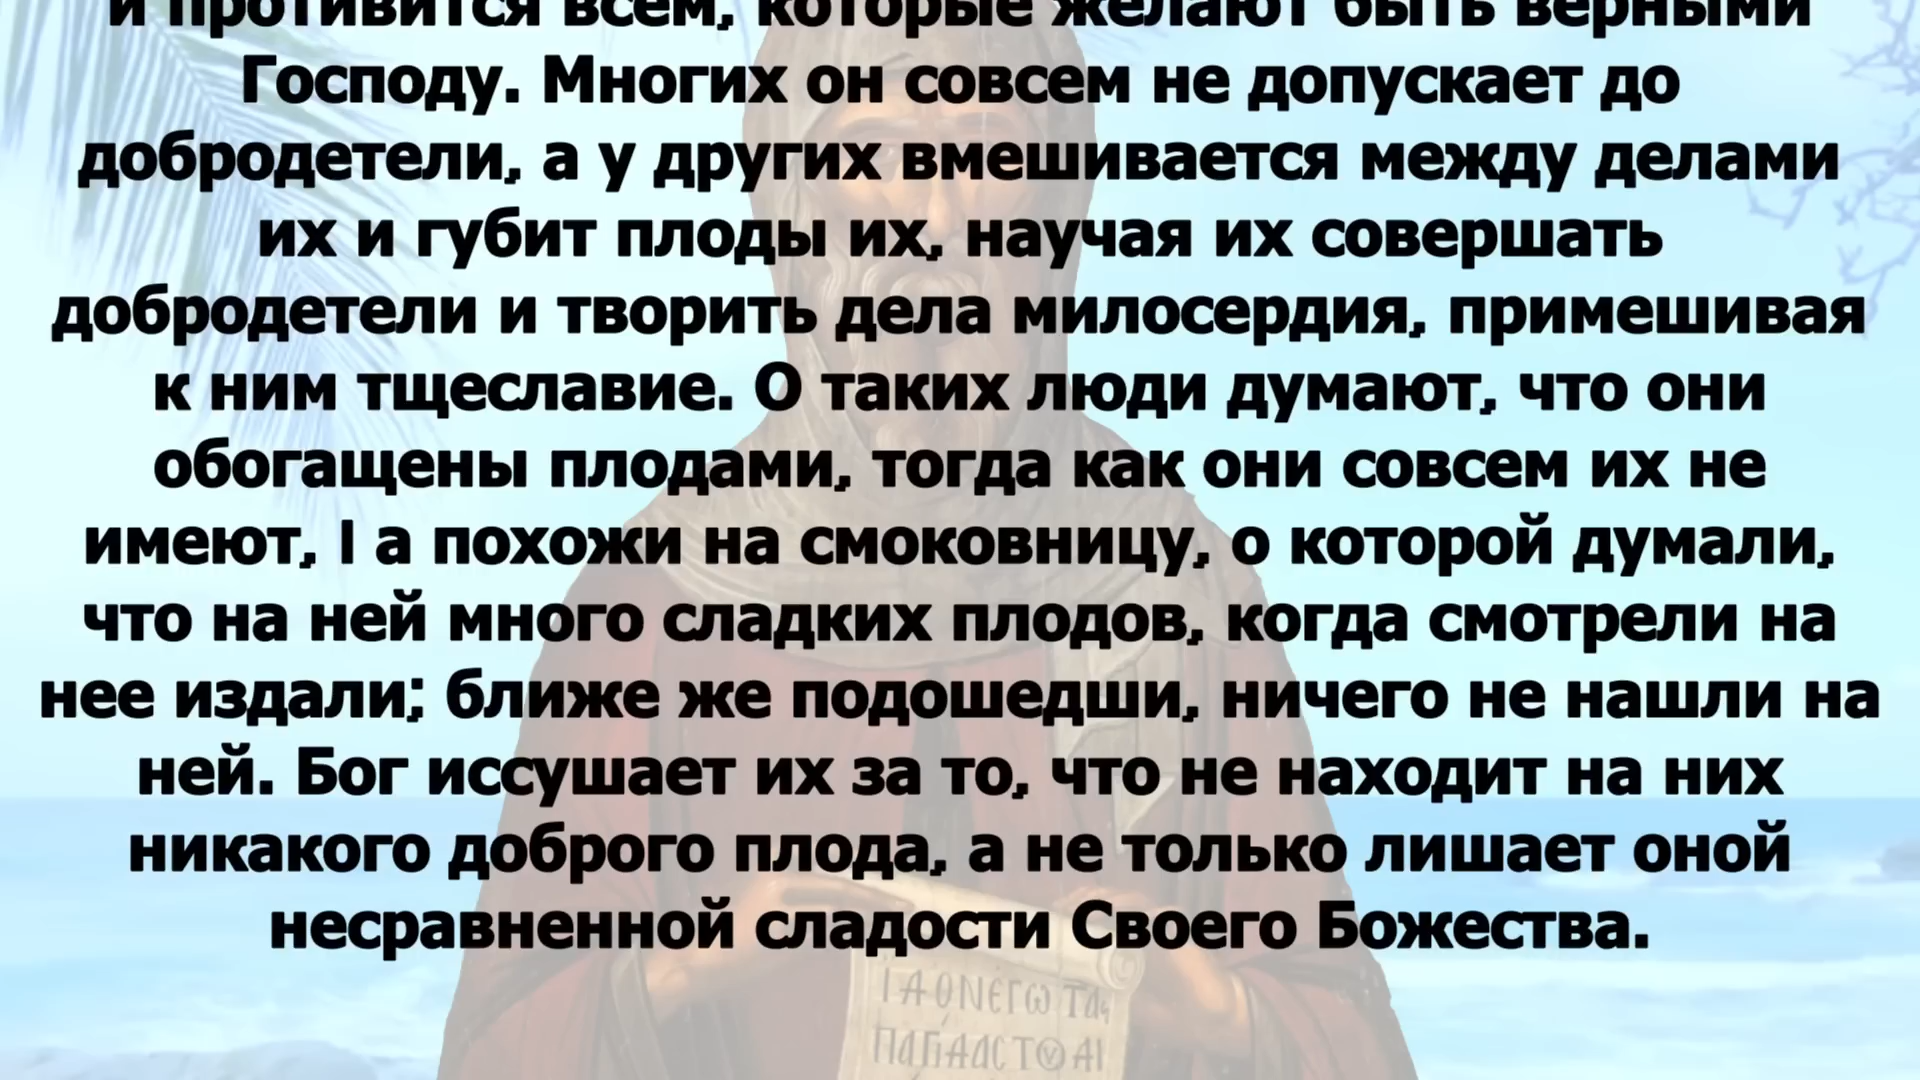 и противится всем, которые желают быть верными
Господу. Многих он совсем не допускает до
добродетели, а у других вмешивается между делами
их и губит плоды их, научая их совершать
добродетели и творить дела милосердия, примешивая
к ним тщеславие. О таких люди думают, что они
обогащены плодами, тогда как они совсем их не
имеют, l а похожи на смоковницу, о которой думали,
что на ней много сладких плодов, когда смотрели на
нее издали; ближе же подошедши, ничего не нашли на
ней. Бог иссушает их за то, что не находит на них
никакого доброго плода, а не только лишает оной
несравненной сладости Своего Божества.